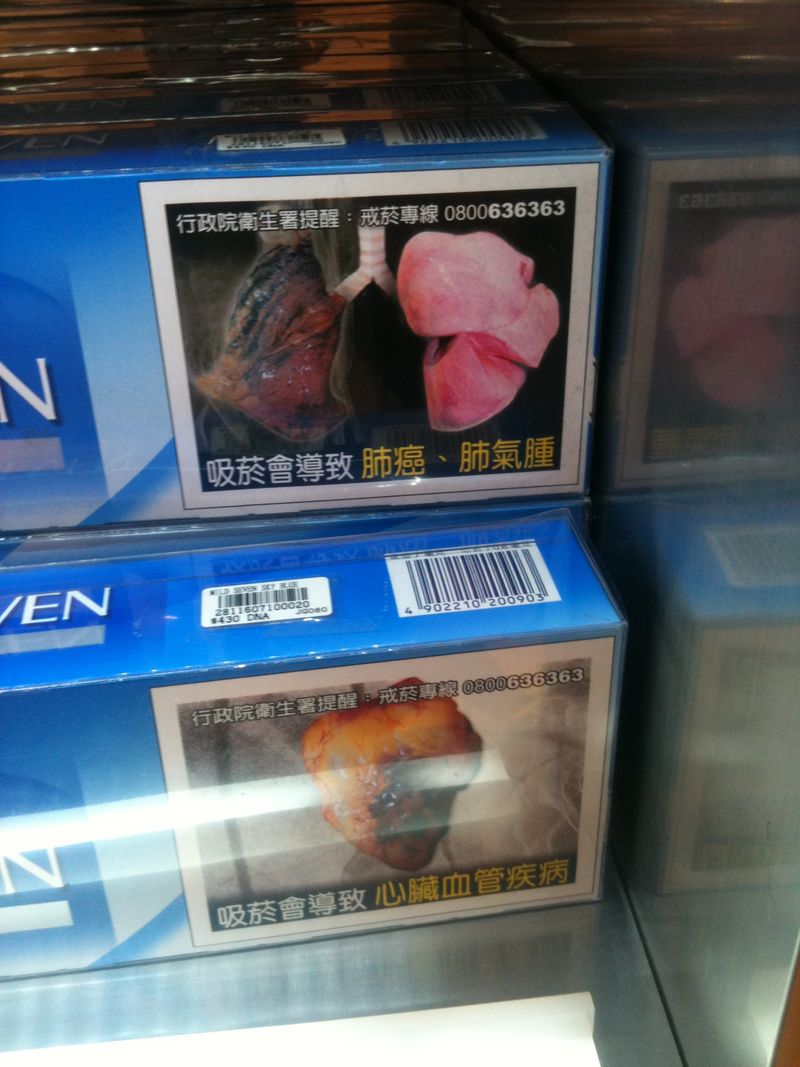 VEN
行政院衛生署提醒：戒菸專線 0800636363
N
吸菸會導致 肺癌、肺氣腫
VEN
MILD SEVEN SKY BLUE
2811607100020
$430 DNA JG080
4 902210 200903
行政院衛生署提醒：戒菸專線 0800636363
N
吸菸會導致 心臟血管疾病